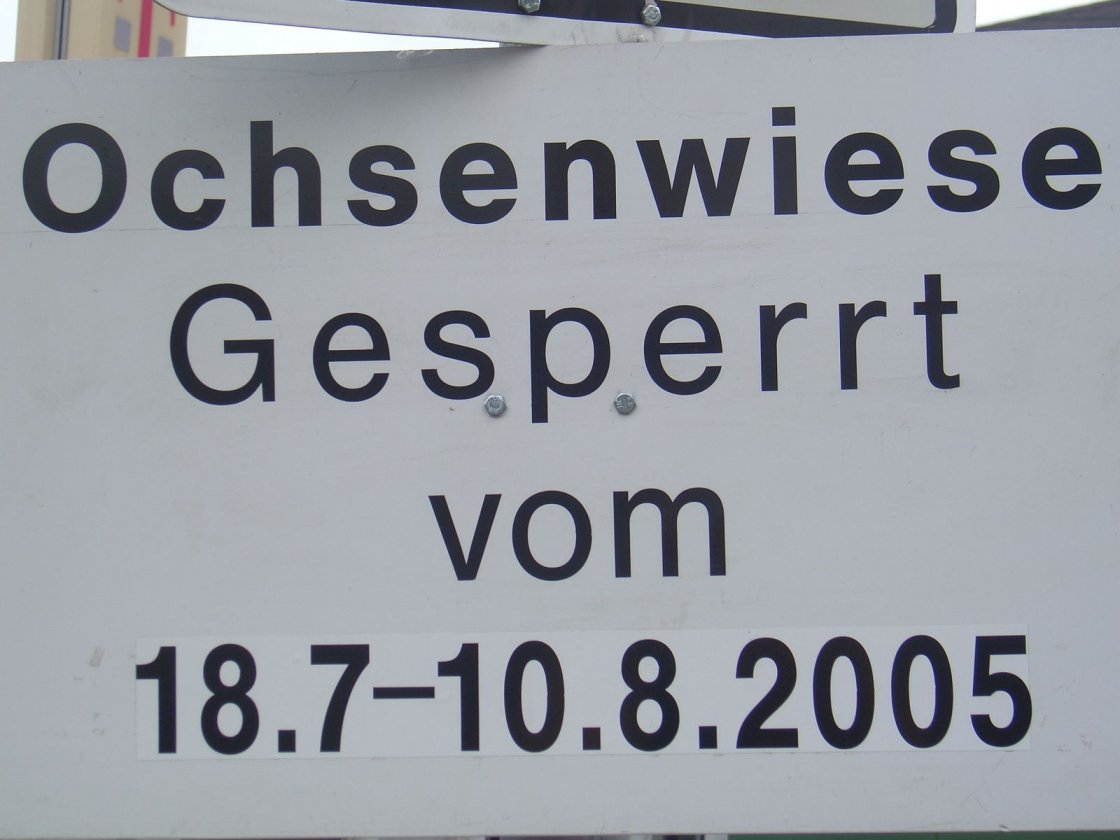 Ochsenwiese
Gesperrt
vom
18.7–10.8.2005